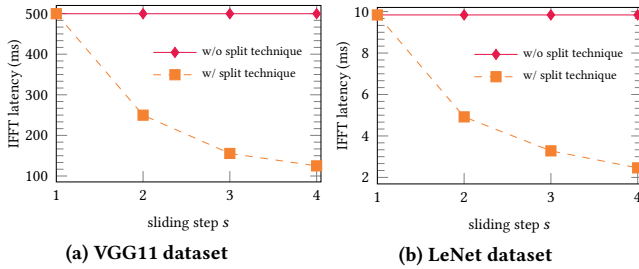 500
400
300
200
100
IFFT latency (ms)
w/o split technique
w/ split technique
1 2 3 4
sliding step s
(a) VGG11 dataset
10
8
6
4
2
IFFT latency (ms)
w/o split technique
w/ split technique
1 2 3 4
sliding step s
(b) LeNet dataset